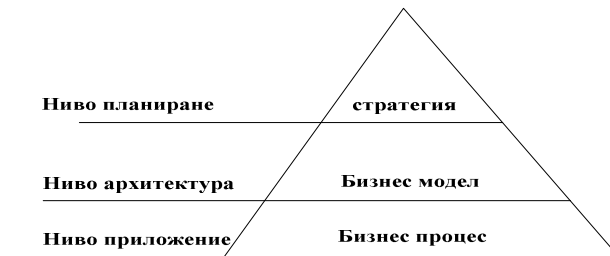 Ниво планиране стратегия
Ниво архитектура Бизнес модел
Ниво приложение Бизнес процес